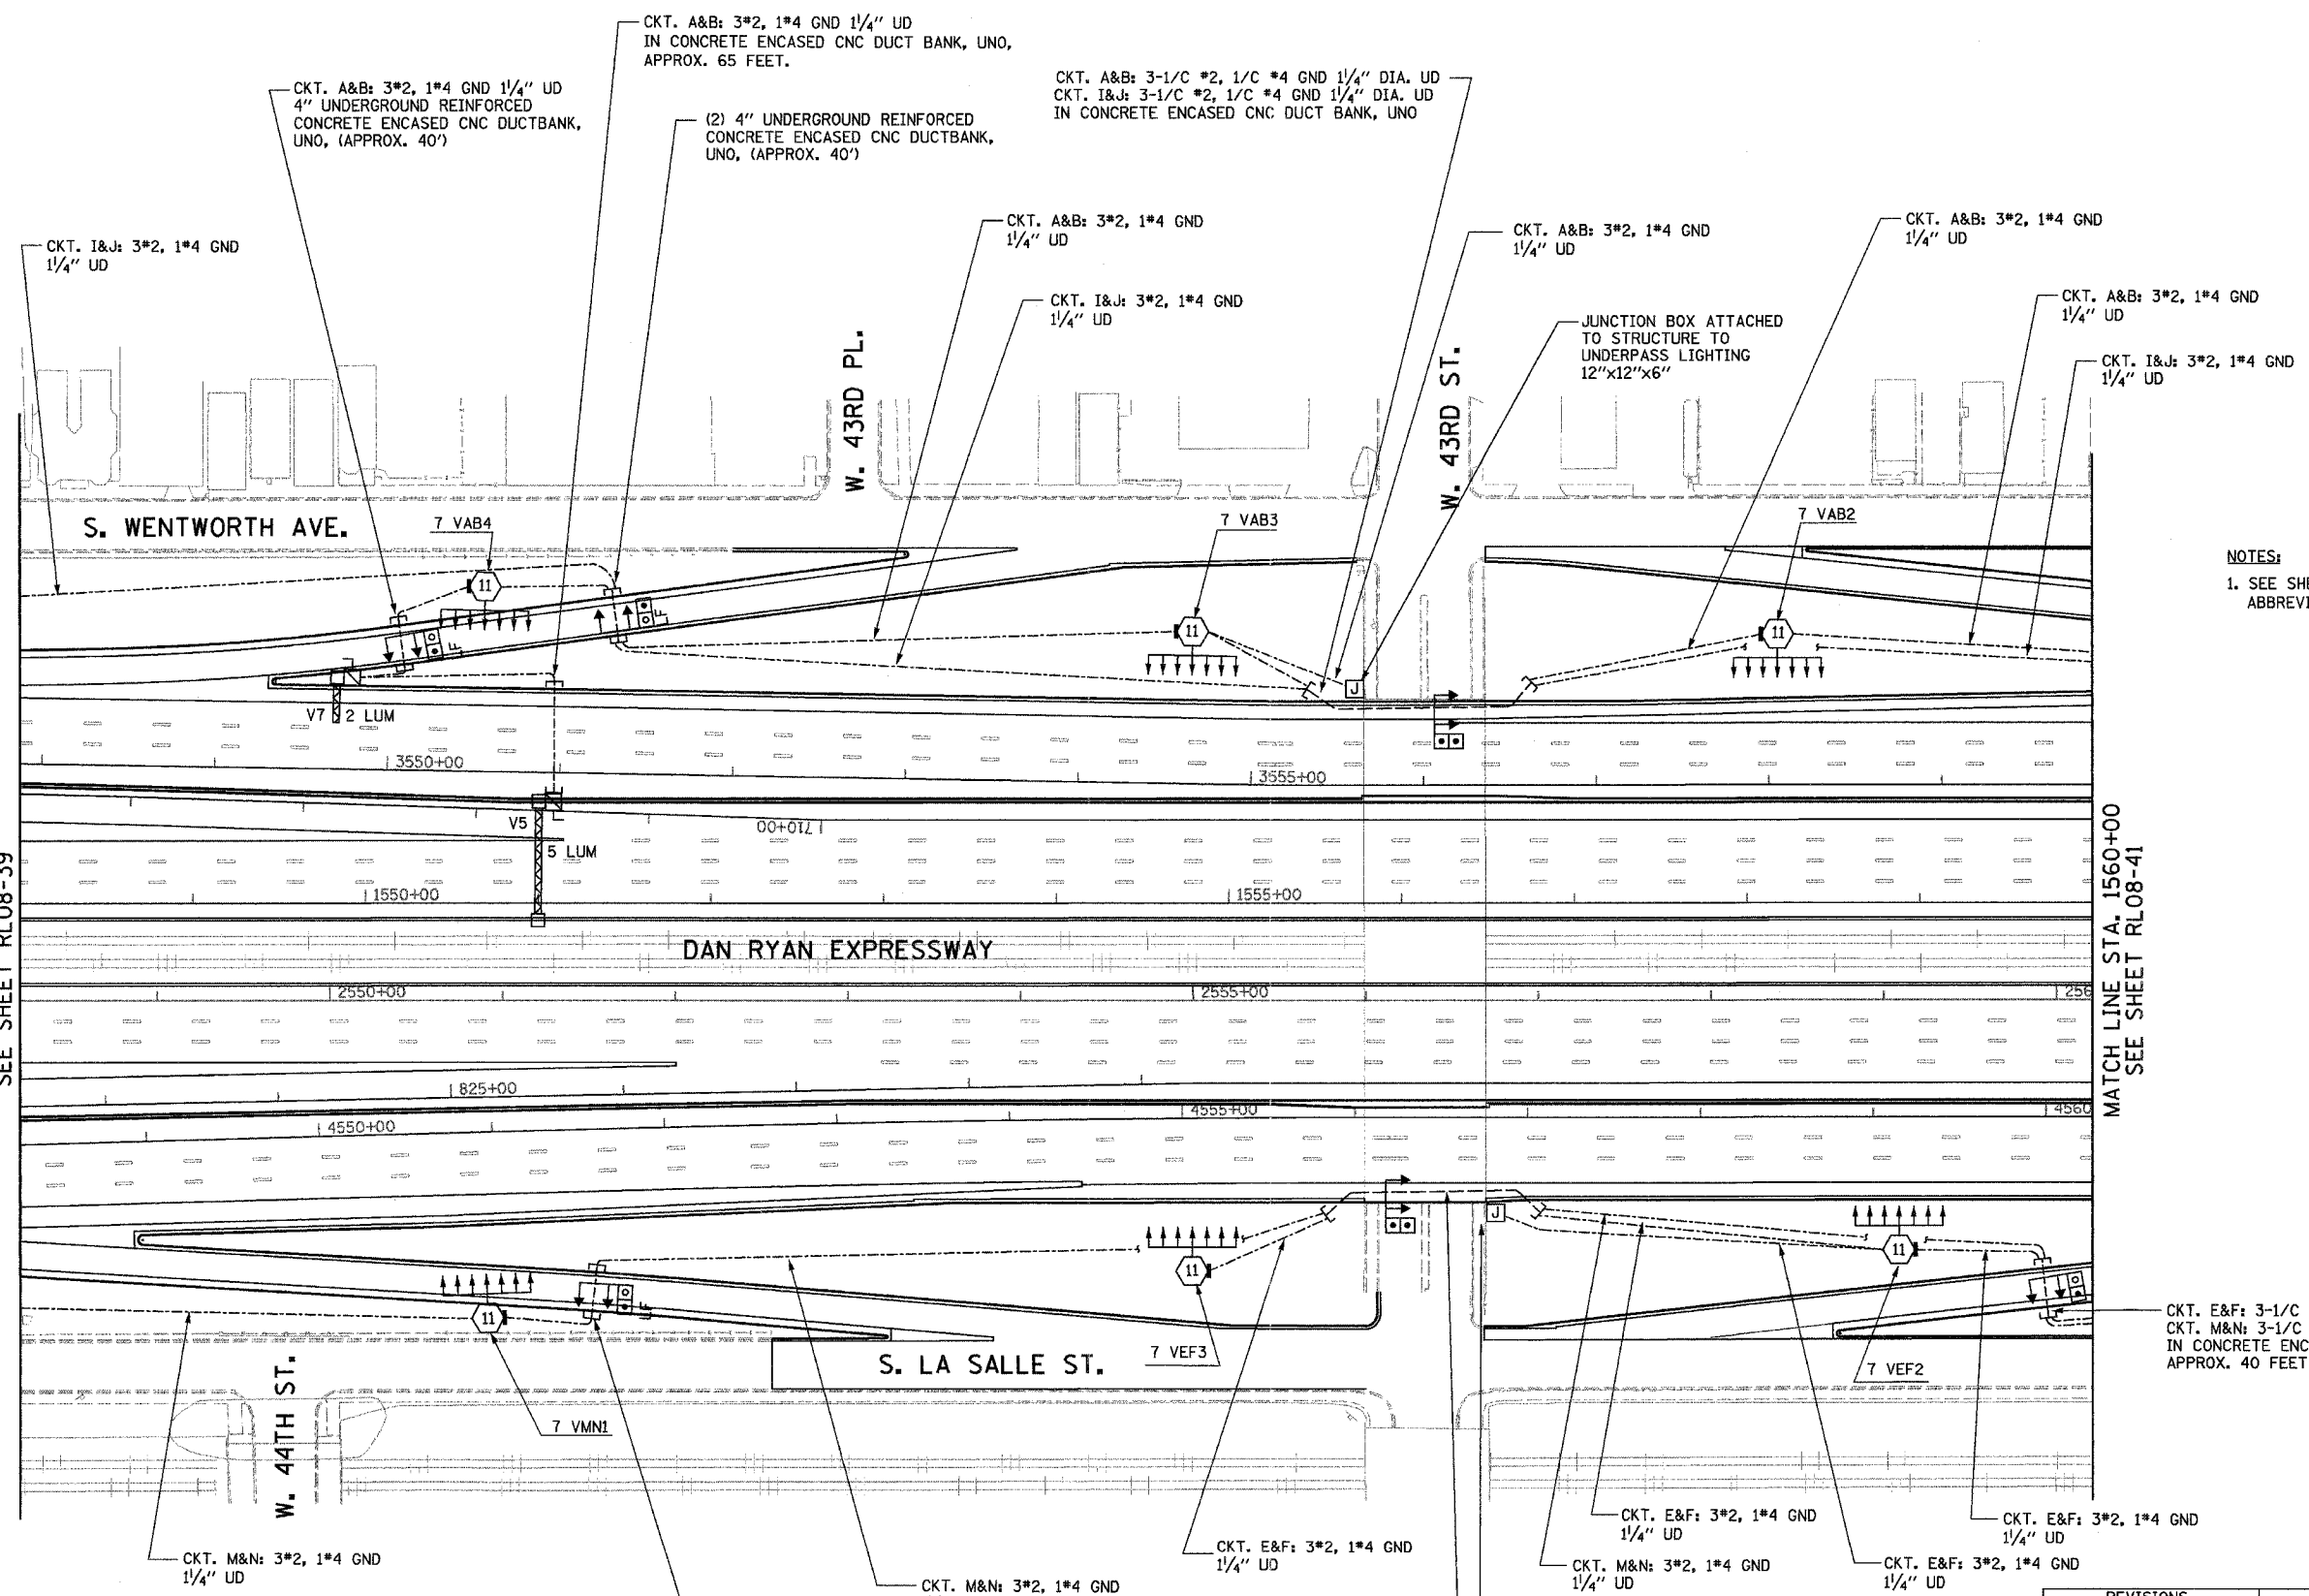 CKT. A&B: 3#2, 1#4 GND 1¼" UD
IN CONCRETE ENCASED CNC DUCT BANK, UNO,
APPROX. 65 FEET.
CKT. A&B: 3#2, 1#4 GND 1¼" UD
4" UNDERGROUND REINFORCED
CONCRETE ENCASED CNC DUCTBANK,
UNO, (APPROX. 40')
(2) 4" UNDERGROUND REINFORCED
CONCRETE ENCASED CNC DUCTBANK,
UNO, (APPROX. 40')
CKT. A&B: 3-1/C #2, 1/C #4 GND 1¼" DIA. UD
CKT. I&J: 3-1/C #2, 1/C #4 GND 1¼" DIA. UD
IN CONCRETE ENCASED CNC DUCT BANK, UNO
CKT. I&J: 3#2, 1#4 GND
1¼" UD
CKT. A&B: 3#2, 1#4 GND
1¼" UD
CKT. I&J: 3#2, 1#4 GND
1¼" UD
CKT. A&B: 3#2, 1#4 GND
1¼" UD
CKT. A&B: 3#2, 1#4 GND
1¼" UD
CKT. A&B: 3#2, 1#4 GND
1¼" UD
CKT. I&J: 3#2, 1#4 GND
1¼" UD
JUNCTION BOX ATTACHED
TO STRUCTURE TO
UNDERPASS LIGHTING
12"x12"x6"
W. 43RD PL.
W. 43RD ST.
S. WENTWORTH AVE.
7 VAB4
7 VAB3
7 VAB2
11
11
11
J
NOTES:
1. SEE SHE
ABBREVI
V7 2 LUM
3550+00
3555+00
V5
5 LUM
710+00
1550+00
1555+00
DAN RYAN EXPRESSWAY
2550+00
2555+00
256
825+00
4550+00
4555+00
4560
SEE SHEET RL08-39
MATCH LINE STA. 1560+00
SEE SHEET RL08-41
J
11
11
11
7 VMN1
7 VEF3
7 VEF2
S. LA SALLE ST.
W. 44TH ST.
CKT. E&F: 3-1/C
CKT. M&N: 3-1/C
IN CONCRETE ENC
APPROX. 40 FEET
CKT. M&N: 3#2, 1#4 GND
1¼" UD
CKT. M&N: 3#2, 1#4 GND
CKT. E&F: 3#2, 1#4 GND
1¼" UD
CKT. E&F: 3#2, 1#4 GND
1¼" UD
CKT. M&N: 3#2, 1#4 GND
1¼" UD
CKT. E&F: 3#2, 1#4 GND
1¼" UD
CKT. E&F: 3#2, 1#4 GND
1¼" UD
REVISIONS